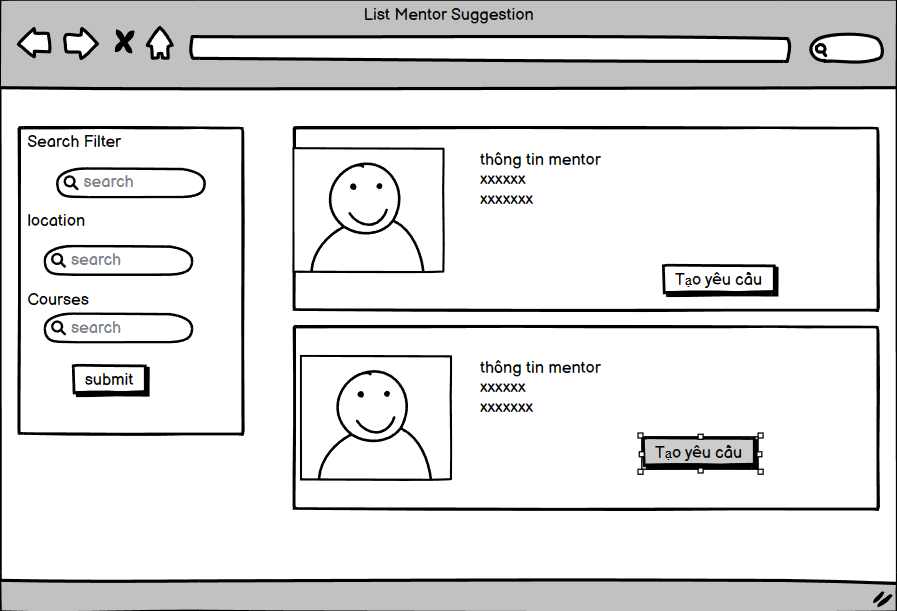 List Mentor Suggestion
Search Filter
search
location
search
Courses
search
submit
thông tin mentor
xxxxxx
xxxxxxx
Tạo yêu cầu
thông tin mentor
xxxxxx
xxxxxxx
Tạo yêu cầu